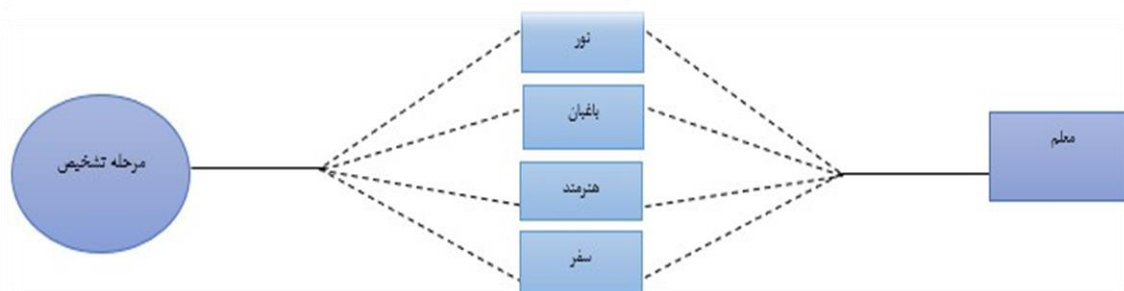 معلم
نور
باغبان
هنرمند
سفر
مرحله تشخیص